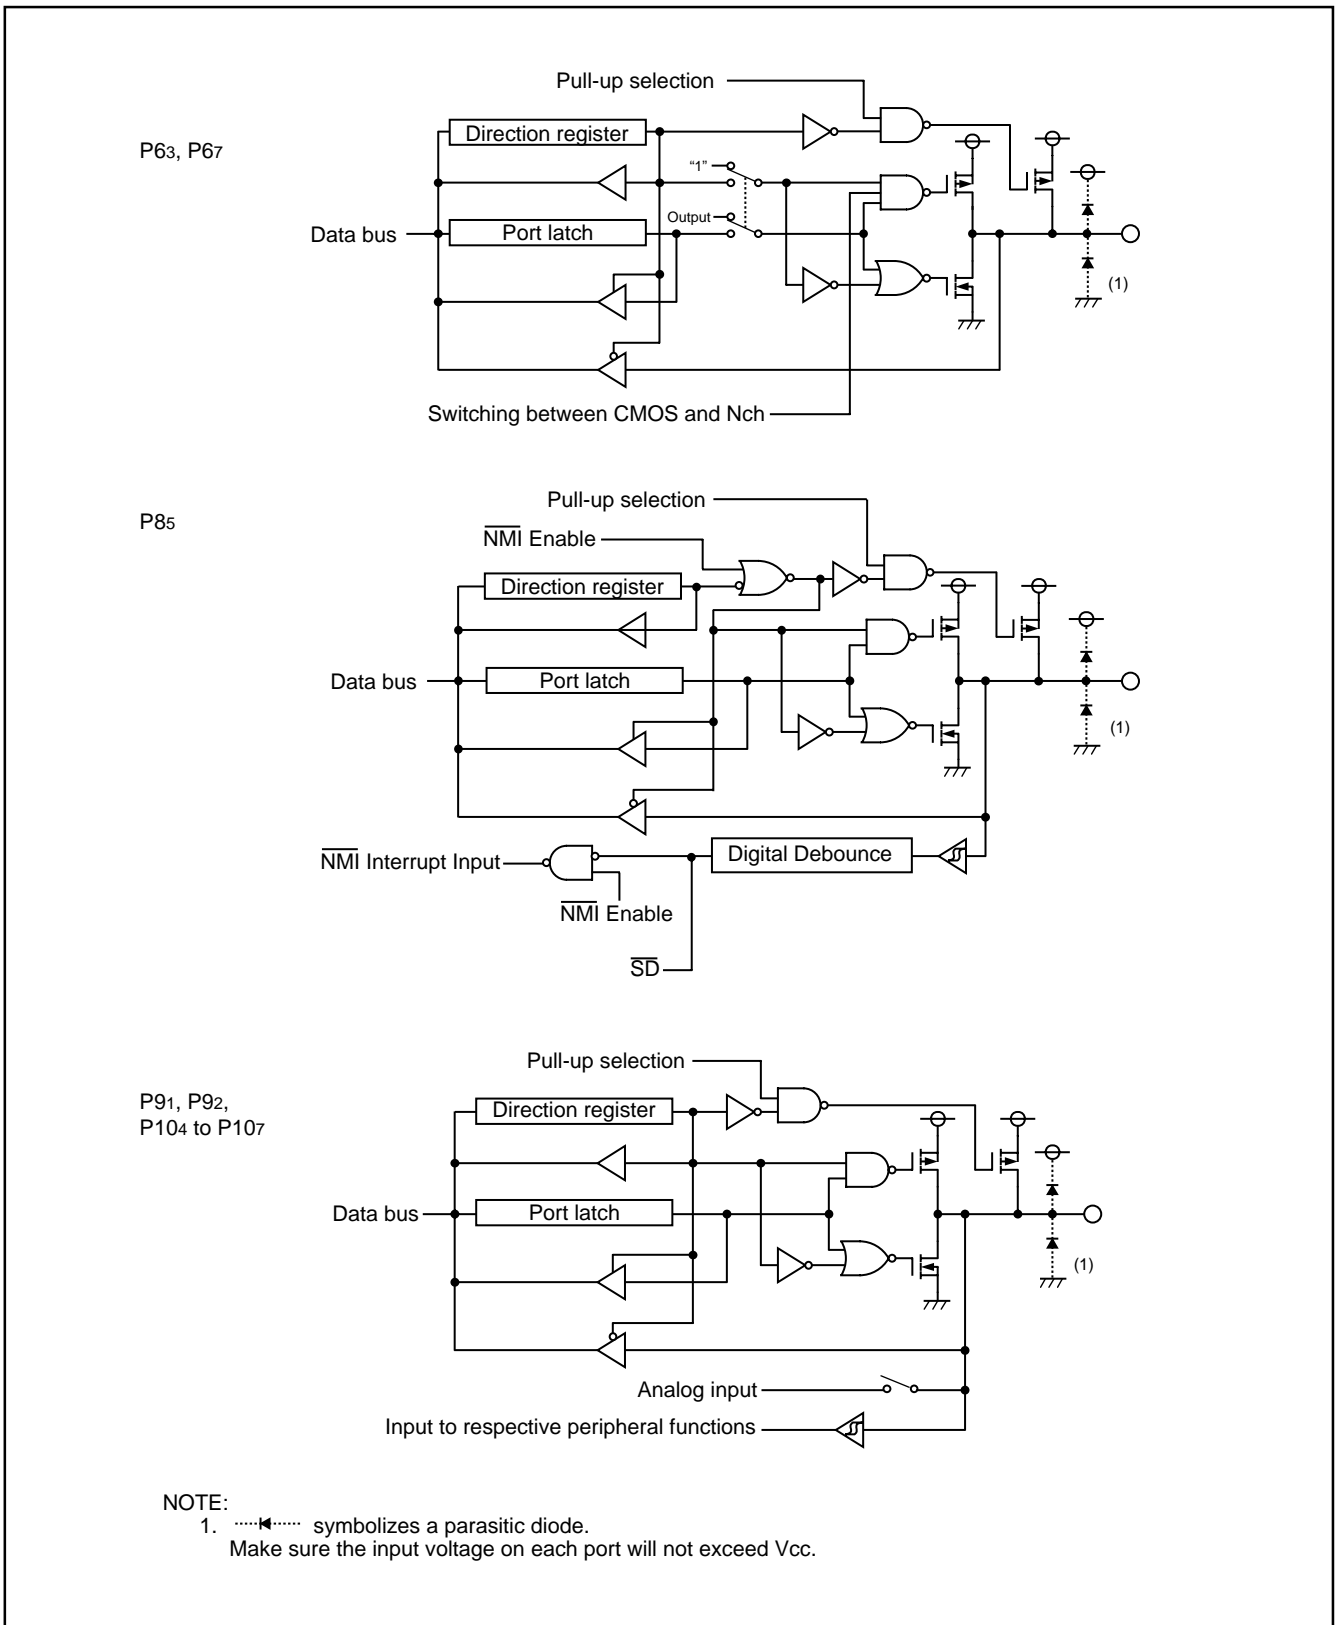 Pull-up selection
Direction register
P63, P67
“1”
Output
Data bus
Port latch
(1)
Switching between CMOS and Nch
Pull-up selection
P85
NMI Enable
Direction register
Data bus
Port latch
(1)
NMI Interrupt Input
Digital Debounce
NMI Enable
SD
Pull-up selection
P91, P92,
P104 to P107
Direction register
Data bus
Port latch
(1)
Analog input
Input to respective peripheral functions
NOTE:
1. symbolizes a parasitic diode.
Make sure the input voltage on each port will not exceed Vcc.